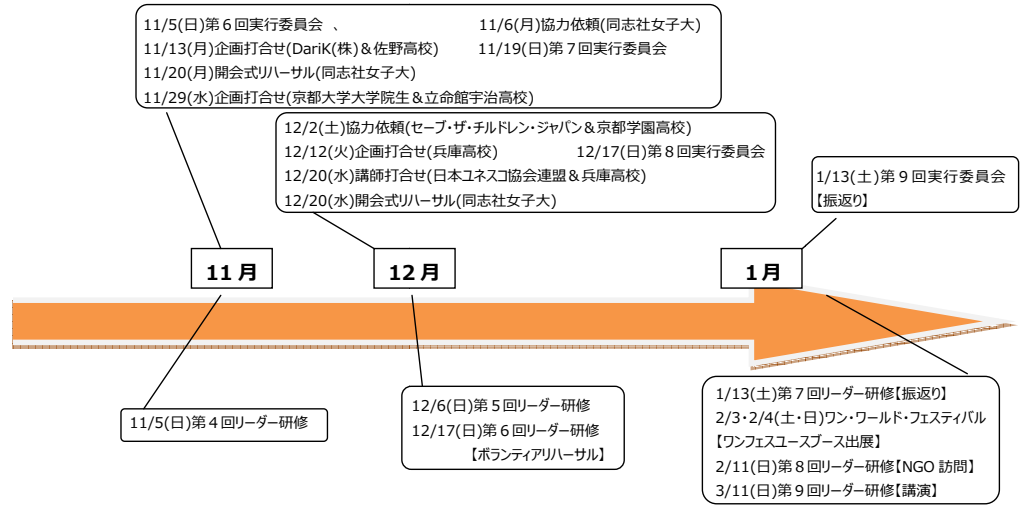 11/5(日)第６回実行委員会 、 11/6(月)協力依頼(同志社女子大)
11/13(月)企画打合せ(DariK(株)＆佐野高校) 11/19(日)第７回実行委員会
11/20(月)開会式リハーサル(同志社女子大)
11/29(水)企画打合せ(京都大学大学院生＆立命館宇治高校)
12/2(土)協力依頼(セーブ・ザ・チルドレン・ジャパン＆京都学園高校)
12/12(火)企画打合せ(兵庫高校) 12/17(日)第８回実行委員会
12/20(水)講師打合せ(日本ユネスコ協会連盟＆兵庫高校)
12/20(水)開会式リハーサル(同志社女子大)
1/13(土)第９回実行委員会
【振返り】
11月
12月
1月
11/5(日)第４回リーダー研修
12/6(日)第５回リーダー研修
12/17(日)第６回リーダー研修
【ボランティアリハーサル】
1/13(土)第７回リーダー研修【振返り】
2/3・2/4(土・日)ワン・ワールド・フェスティバル
【ワンフェスユースブース出展】
2/11(日)第８回リーダー研修【NGO 訪問】
3/11(日)第９回リーダー研修【講演】